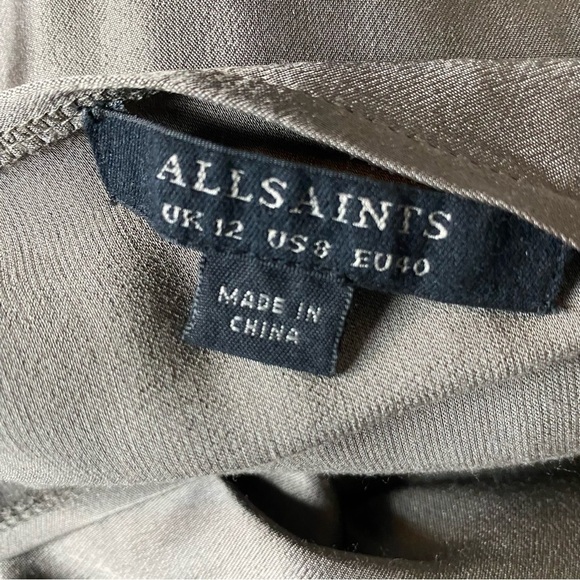 ALLSAINTS
UK 12 US 8 EU 40
MADE IN
CHINA